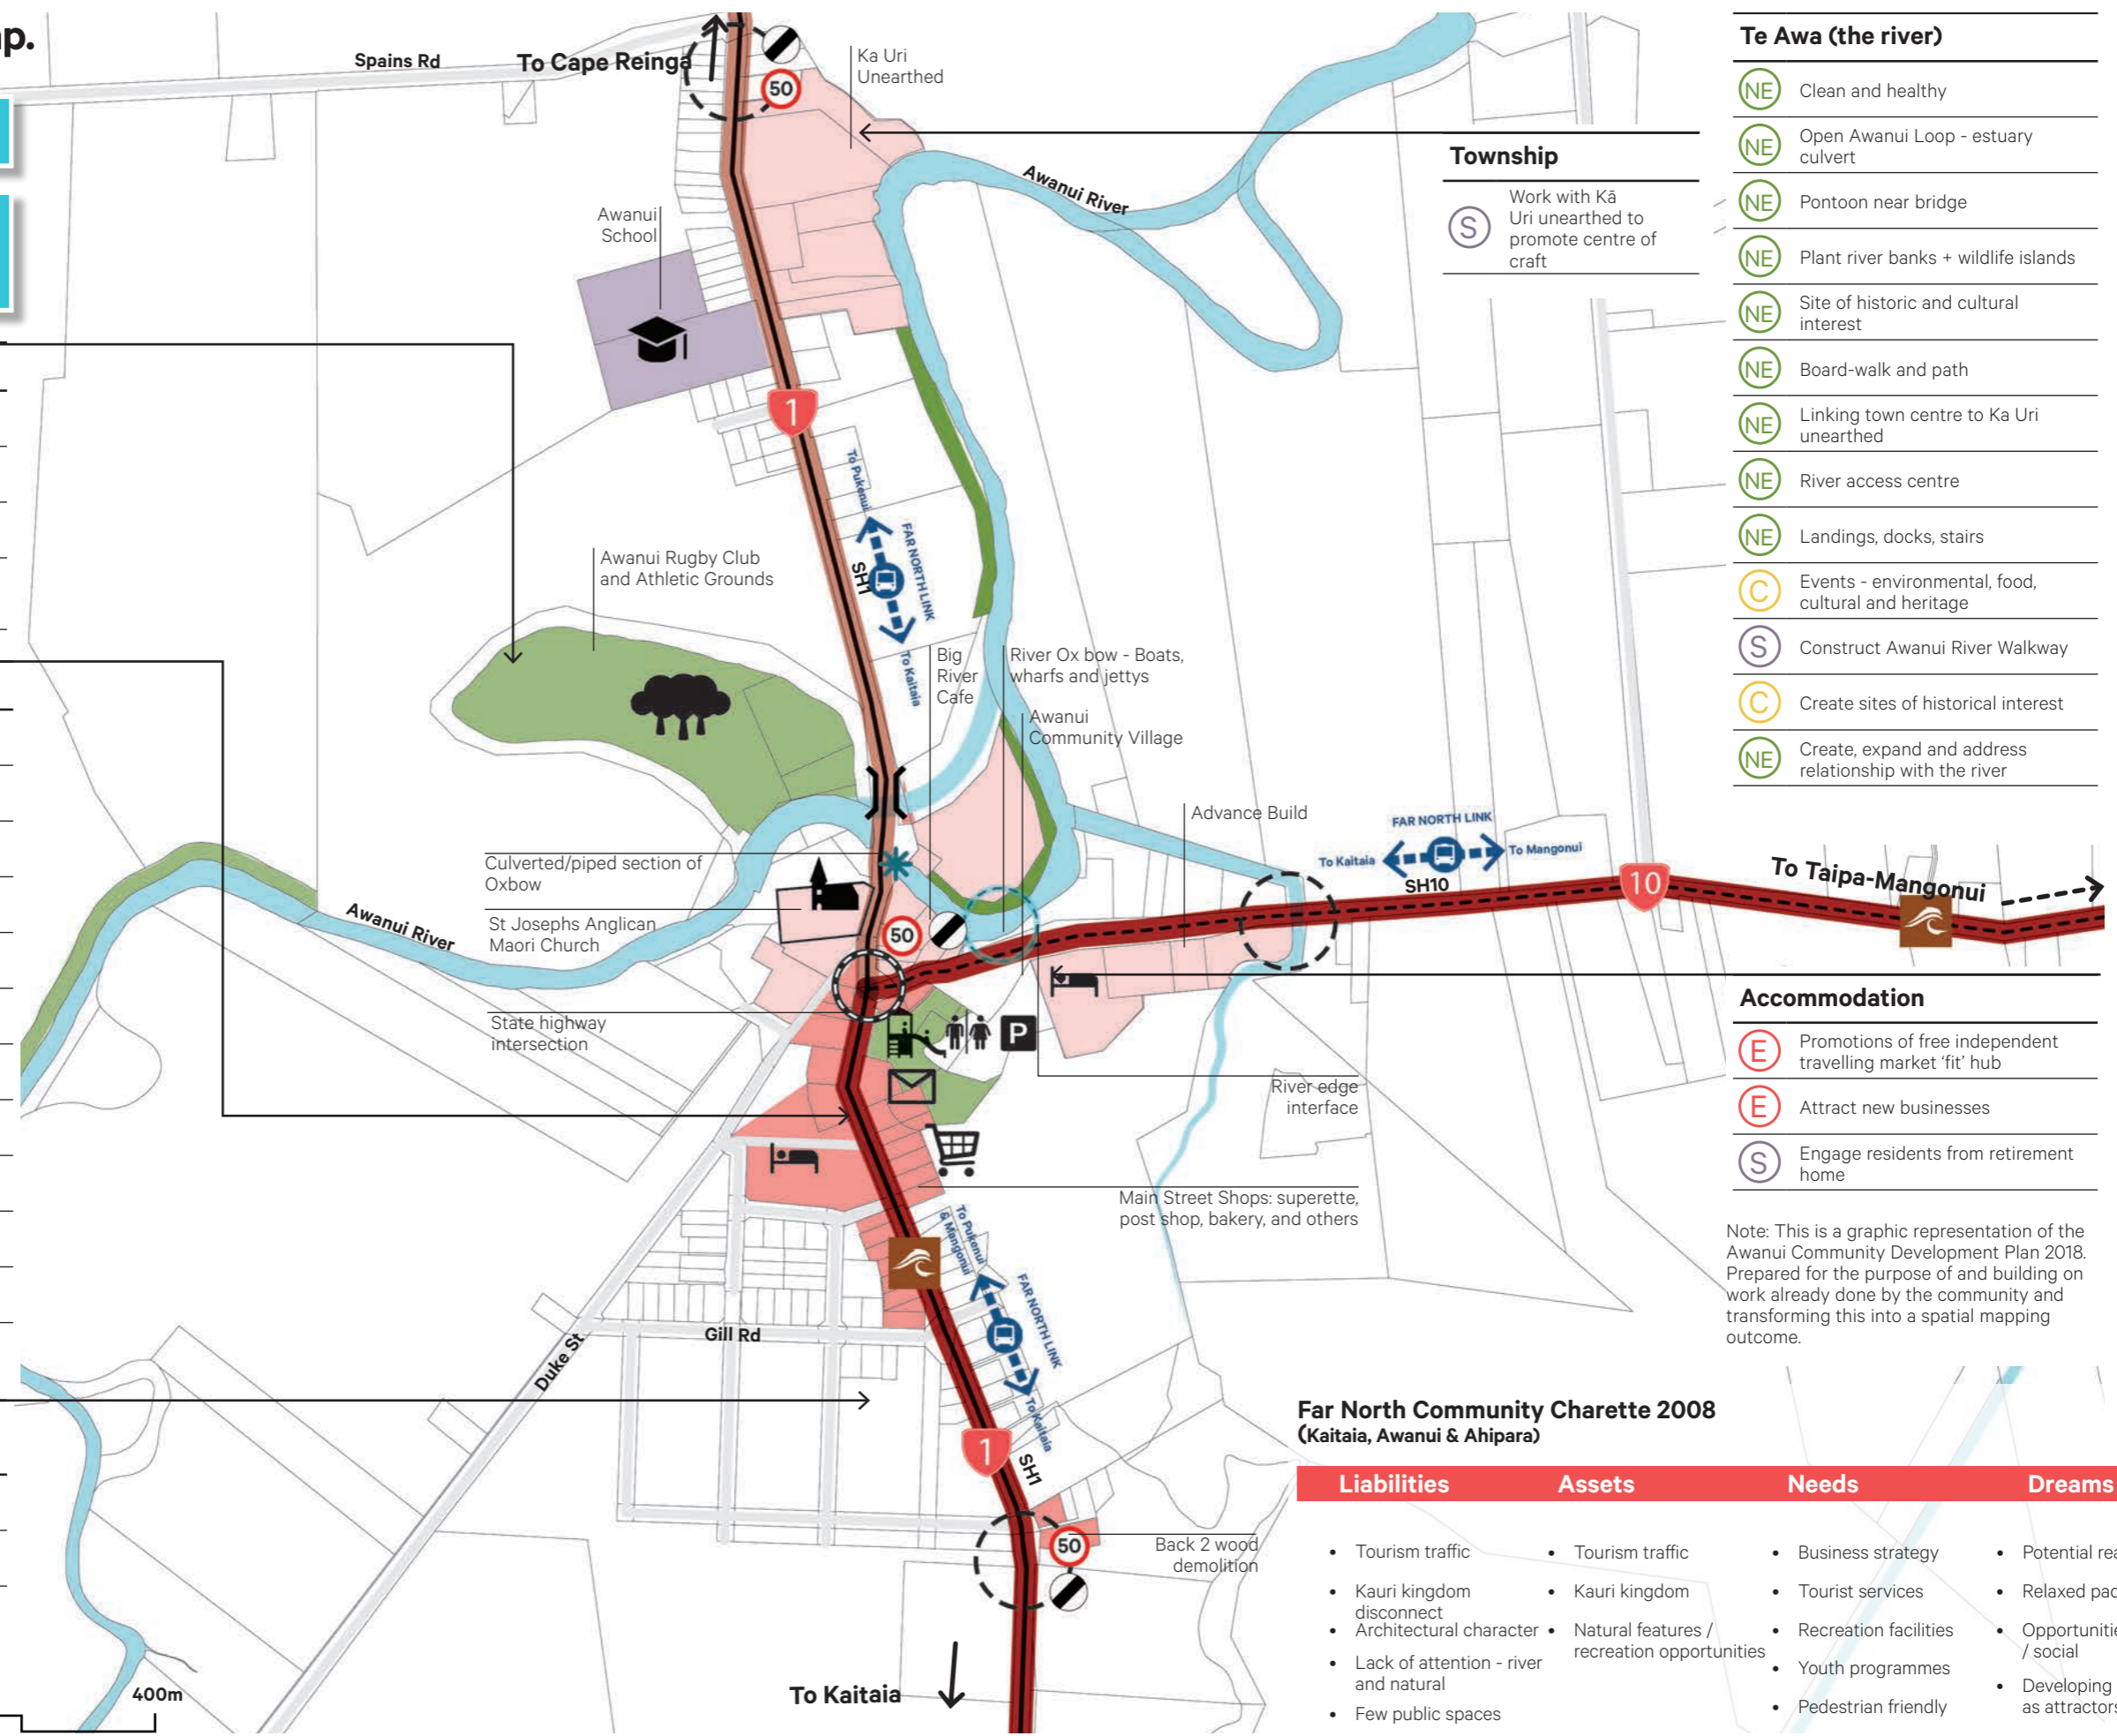 Spains Rd
To Cape Reinga
50
Ka Uri
Unearthed
Awanui
School
Awanui River
1
To Pukenui
FAR NORTH LINK
SH1
To Kaitaia
Awanui Rugby Club
and Athletic Grounds
Big
River
Cafe
River Ox bow - Boats,
wharfs and jettys
Awanui
Community Village
Advance Build
FAR NORTH LINK
To Kaitaia
To Mangonui
SH10
10
To Taipa-Mangonui
Culverted/piped section of
Oxbow
St Josephs Anglican
Maori Church
Awanui River
50
State highway
intersection
P
River edge
interface
Main Street Shops: superette,
post shop, bakery, and others
To Pukenui
& Mangonui
FAR NORTH LINK
To Kaitaia
Gill Rd
Duke St
1
SH1
50
Back 2 wood
demolition
To Kaitaia
400m
Township
S
Work with Kā
Uri unearthed to
promote centre of
craft
Te Awa (the river)
NE Clean and healthy
NE Open Awanui Loop - estuary
culvert
NE Pontoon near bridge
NE Plant river banks + wildlife islands
NE Site of historic and cultural
interest
NE Board-walk and path
NE Linking town centre to Ka Uri
unearthed
NE River access centre
NE Landings, docks, stairs
C Events - environmental, food,
cultural and heritage
S Construct Awanui River Walkway
C Create sites of historical interest
NE Create, expand and address
relationship with the river
Accommodation
E Promotions of free independent
travelling market ‘fit’ hub
E Attract new businesses
S Engage residents from retirement
home
Note: This is a graphic representation of the
Awanui Community Development Plan 2018.
Prepared for the purpose of and building on
work already done by the community and
transforming this into a spatial mapping
outcome.
Far North Community Charette 2008
(Kaitaia, Awanui & Ahipara)
Liabilities
• Tourism traffic
• Kauri kingdom
disconnect
• Architectural character
• Lack of attention - river
and natural
• Few public spaces
Assets
• Tourism traffic
• Kauri kingdom
• Natural features /
recreation opportunities
Needs
• Business strategy
• Tourist services
• Recreation facilities
• Youth programmes
• Pedestrian friendly
Dreams
• Potential
• Relaxed
•
/ social
• Developing
as